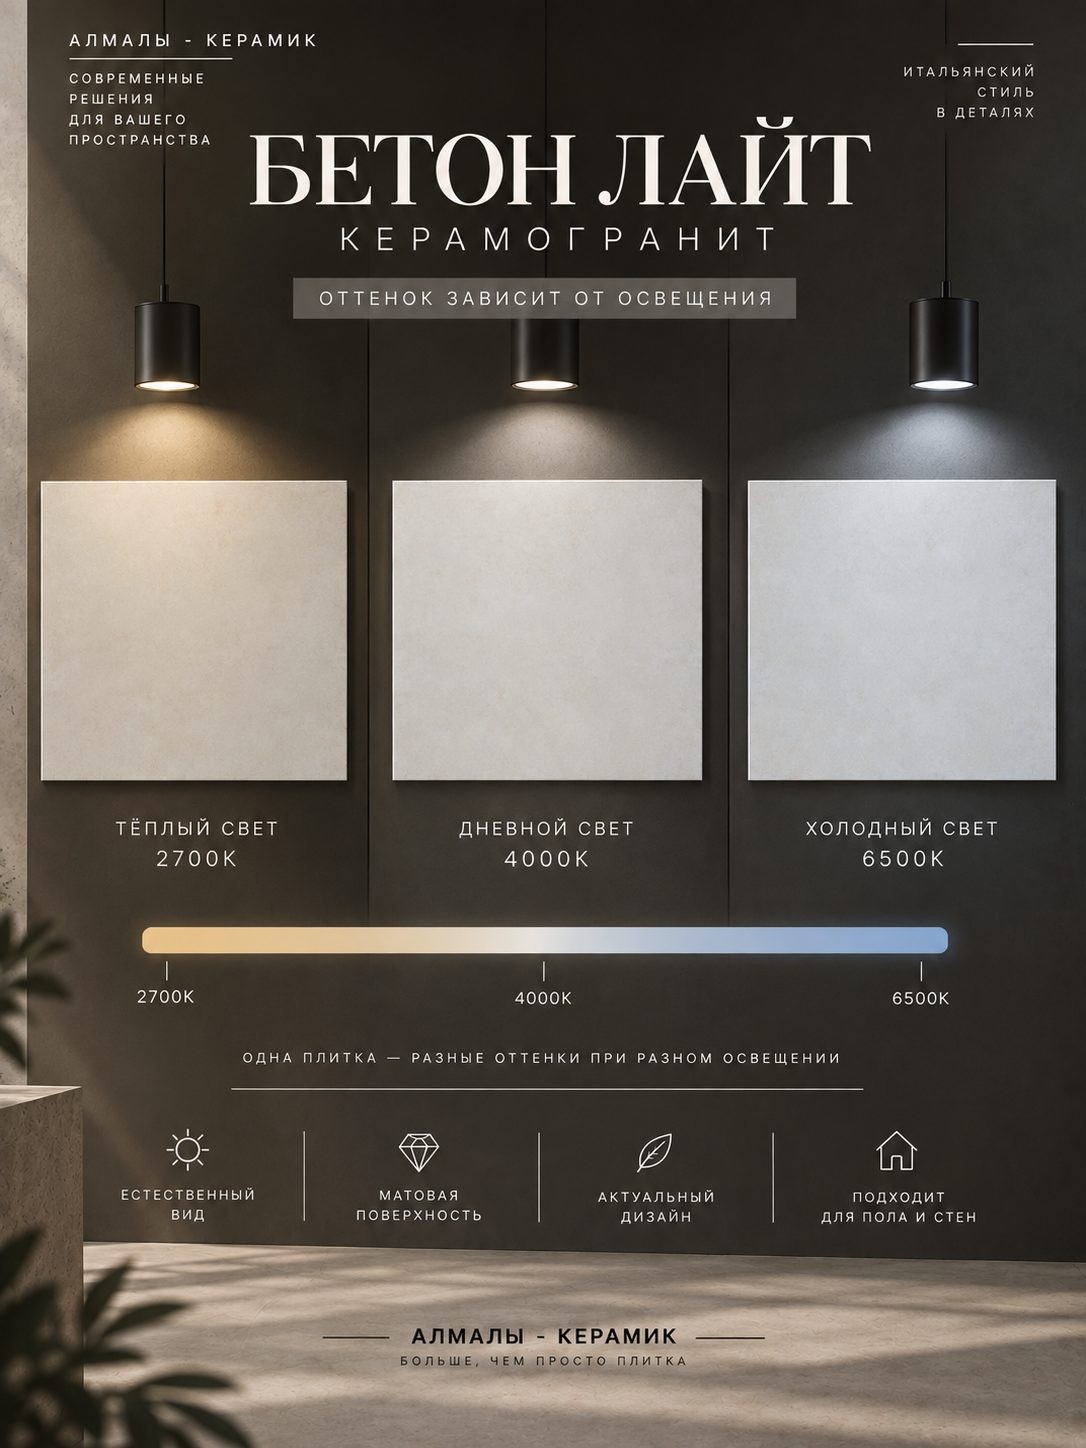 АЛМАЛЫ - КЕРАМИК
СОВРЕМЕННЫЕ
РЕШЕНИЯ
ДЛЯ ВАШЕГО
ПРОСТРАНСТВА
ИТАЛЬЯНСКИЙ
СТИЛЬ
В ДЕТАЛЯХ
БЕТОН ЛАЙТ
КЕРАМОГРАНИТ
ОТТЕНОК ЗАВИСИТ ОТ ОСВЕЩЕНИЯ
ТЁПЛЫЙ СВЕТ
2700K
ДНЕВНОЙ СВЕТ
4000K
ХОЛОДНЫЙ СВЕТ
6500K
2700K
4000K
6500K
ОДНА ПЛИТКА — РАЗНЫЕ ОТТЕНКИ ПРИ РАЗНОМ ОСВЕЩЕНИИ
ЕСТЕСТВЕННЫЙ
ВИД
МАТОВАЯ
ПОВЕРХНОСТЬ
АКТУАЛЬНЫЙ
ДИЗАЙН
ПОДХОДИТ
ДЛЯ ПОЛА И СТЕН
АЛМАЛЫ - КЕРАМИК
БОЛЬШЕ, ЧЕМ ПРОСТО ПЛИТКА